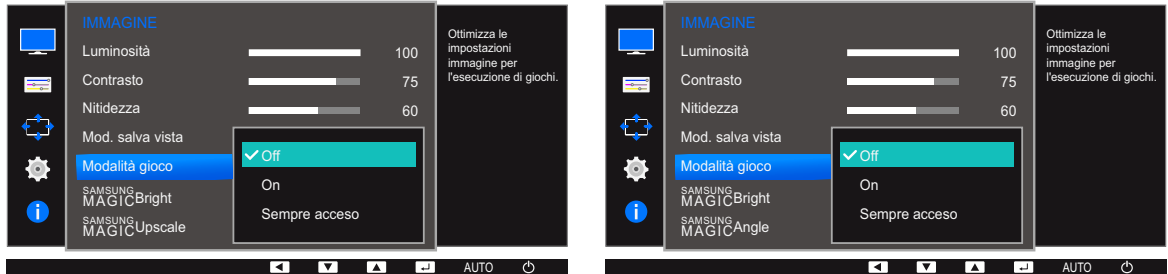 IMMAGINE
Luminosità 100
Contrasto 75
Nitidezza 60
Mod. salva vista
Modalità gioco
SAMSUNG
MAGICBright
SAMSUNG
MAGICUpscale
Off
On
Sempre acceso
Ottimizza le
impostazioni
immagine per
l'esecuzione di giochi.
AUTO
IMMAGINE
Luminosità 100
Contrasto 75
Nitidezza 60
Mod. salva vista
Modalità gioco
SAMSUNG
MAGICBright
SAMSUNG
MAGICAngle
Off
On
Sempre acceso
Ottimizza le
impostazioni
immagine per
l'esecuzione di giochi.
AUTO